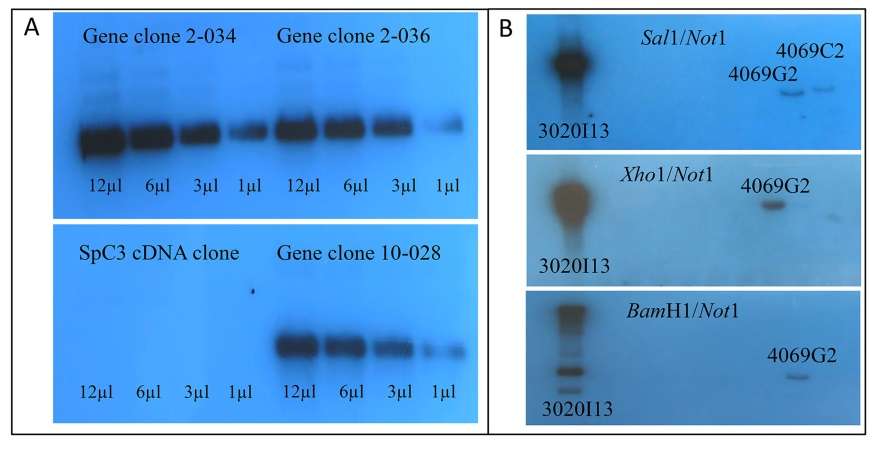 A
Gene clone 2-034 Gene clone 2-036
12µl 6µl 3µl 1µl 12µl 6µl 3µl 1µl
SpC3 cDNA clone Gene clone 10-028
12µl 6µl 3µl 1µl 12µl 6µl 3µl 1µl
B
Sal1/Not1
4069C2
4069G2
3020I13
Xho1/Not1
4069G2
3020I13
BamH1/Not1
4069G2
3020I13